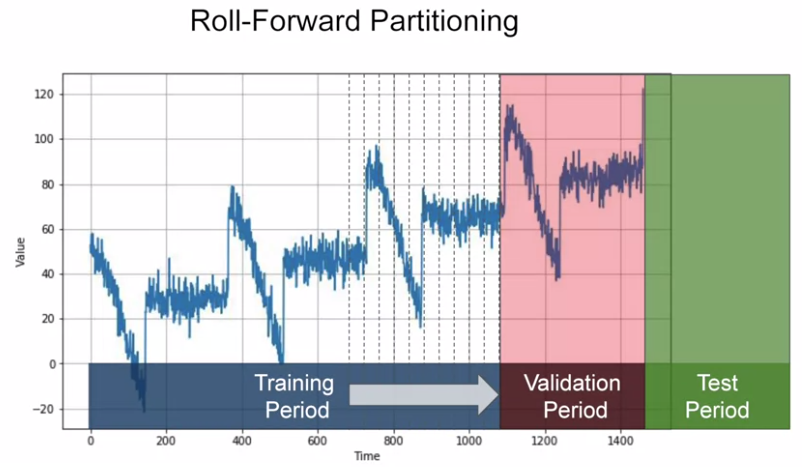 Roll-Forward Partitioning
120
100
80
60
40
20
0
−20
Value
Training
Period
Validation
Period
Test
Period
0 200 400 600 800 1000 1200 1400
Time